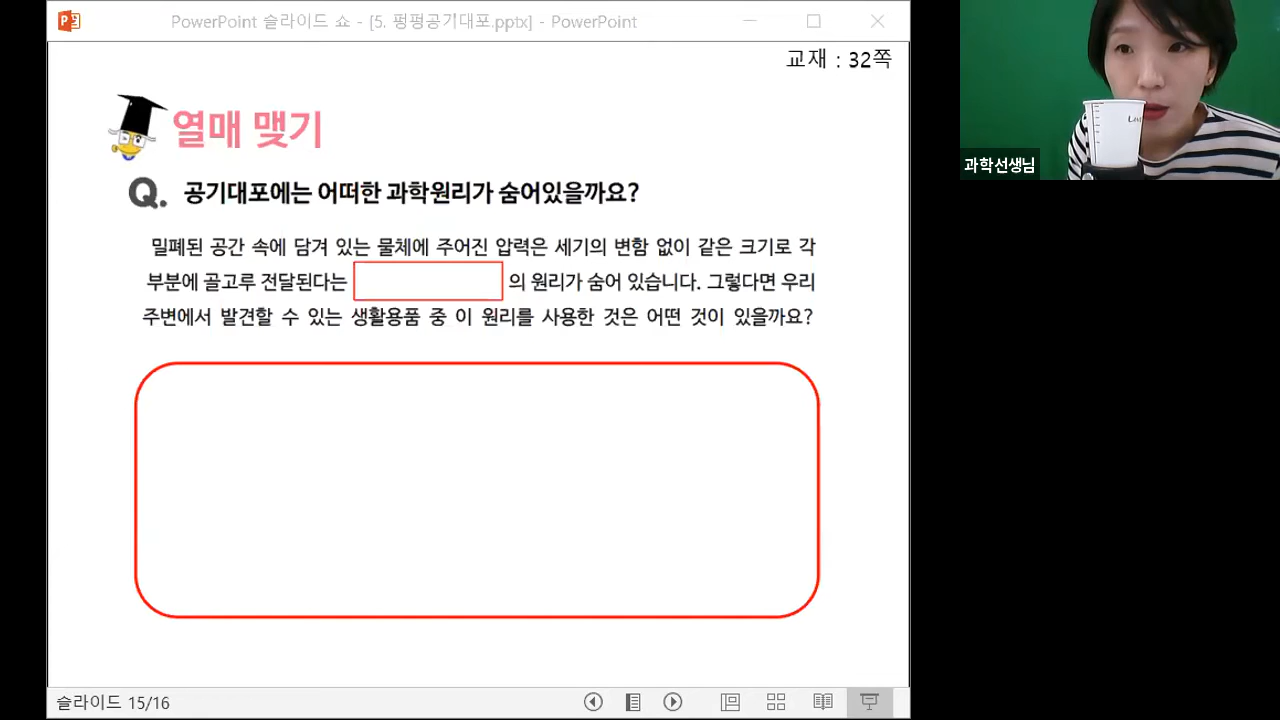 PowerPoint 슬라이드 쇼 - [5. 펑펑공기대포.pptx] - PowerPoint
교재 : 32쪽
열매 맺기
Q. 공기대포에는 어떠한 과학원리가 숨어있을까요?
밀폐된 공간 속에 담겨 있는 물체에 주어진 압력은 세기의 변함 없이 같은 크기로 각
부분에 골고루 전달된다는 의 원리가 숨어 있습니다. 그렇다면 우리
주변에서 발견할 수 있는 생활용품 중 이 원리를 사용한 것은 어떤 것이 있을까요?
슬라이드 15/16
과학선생님